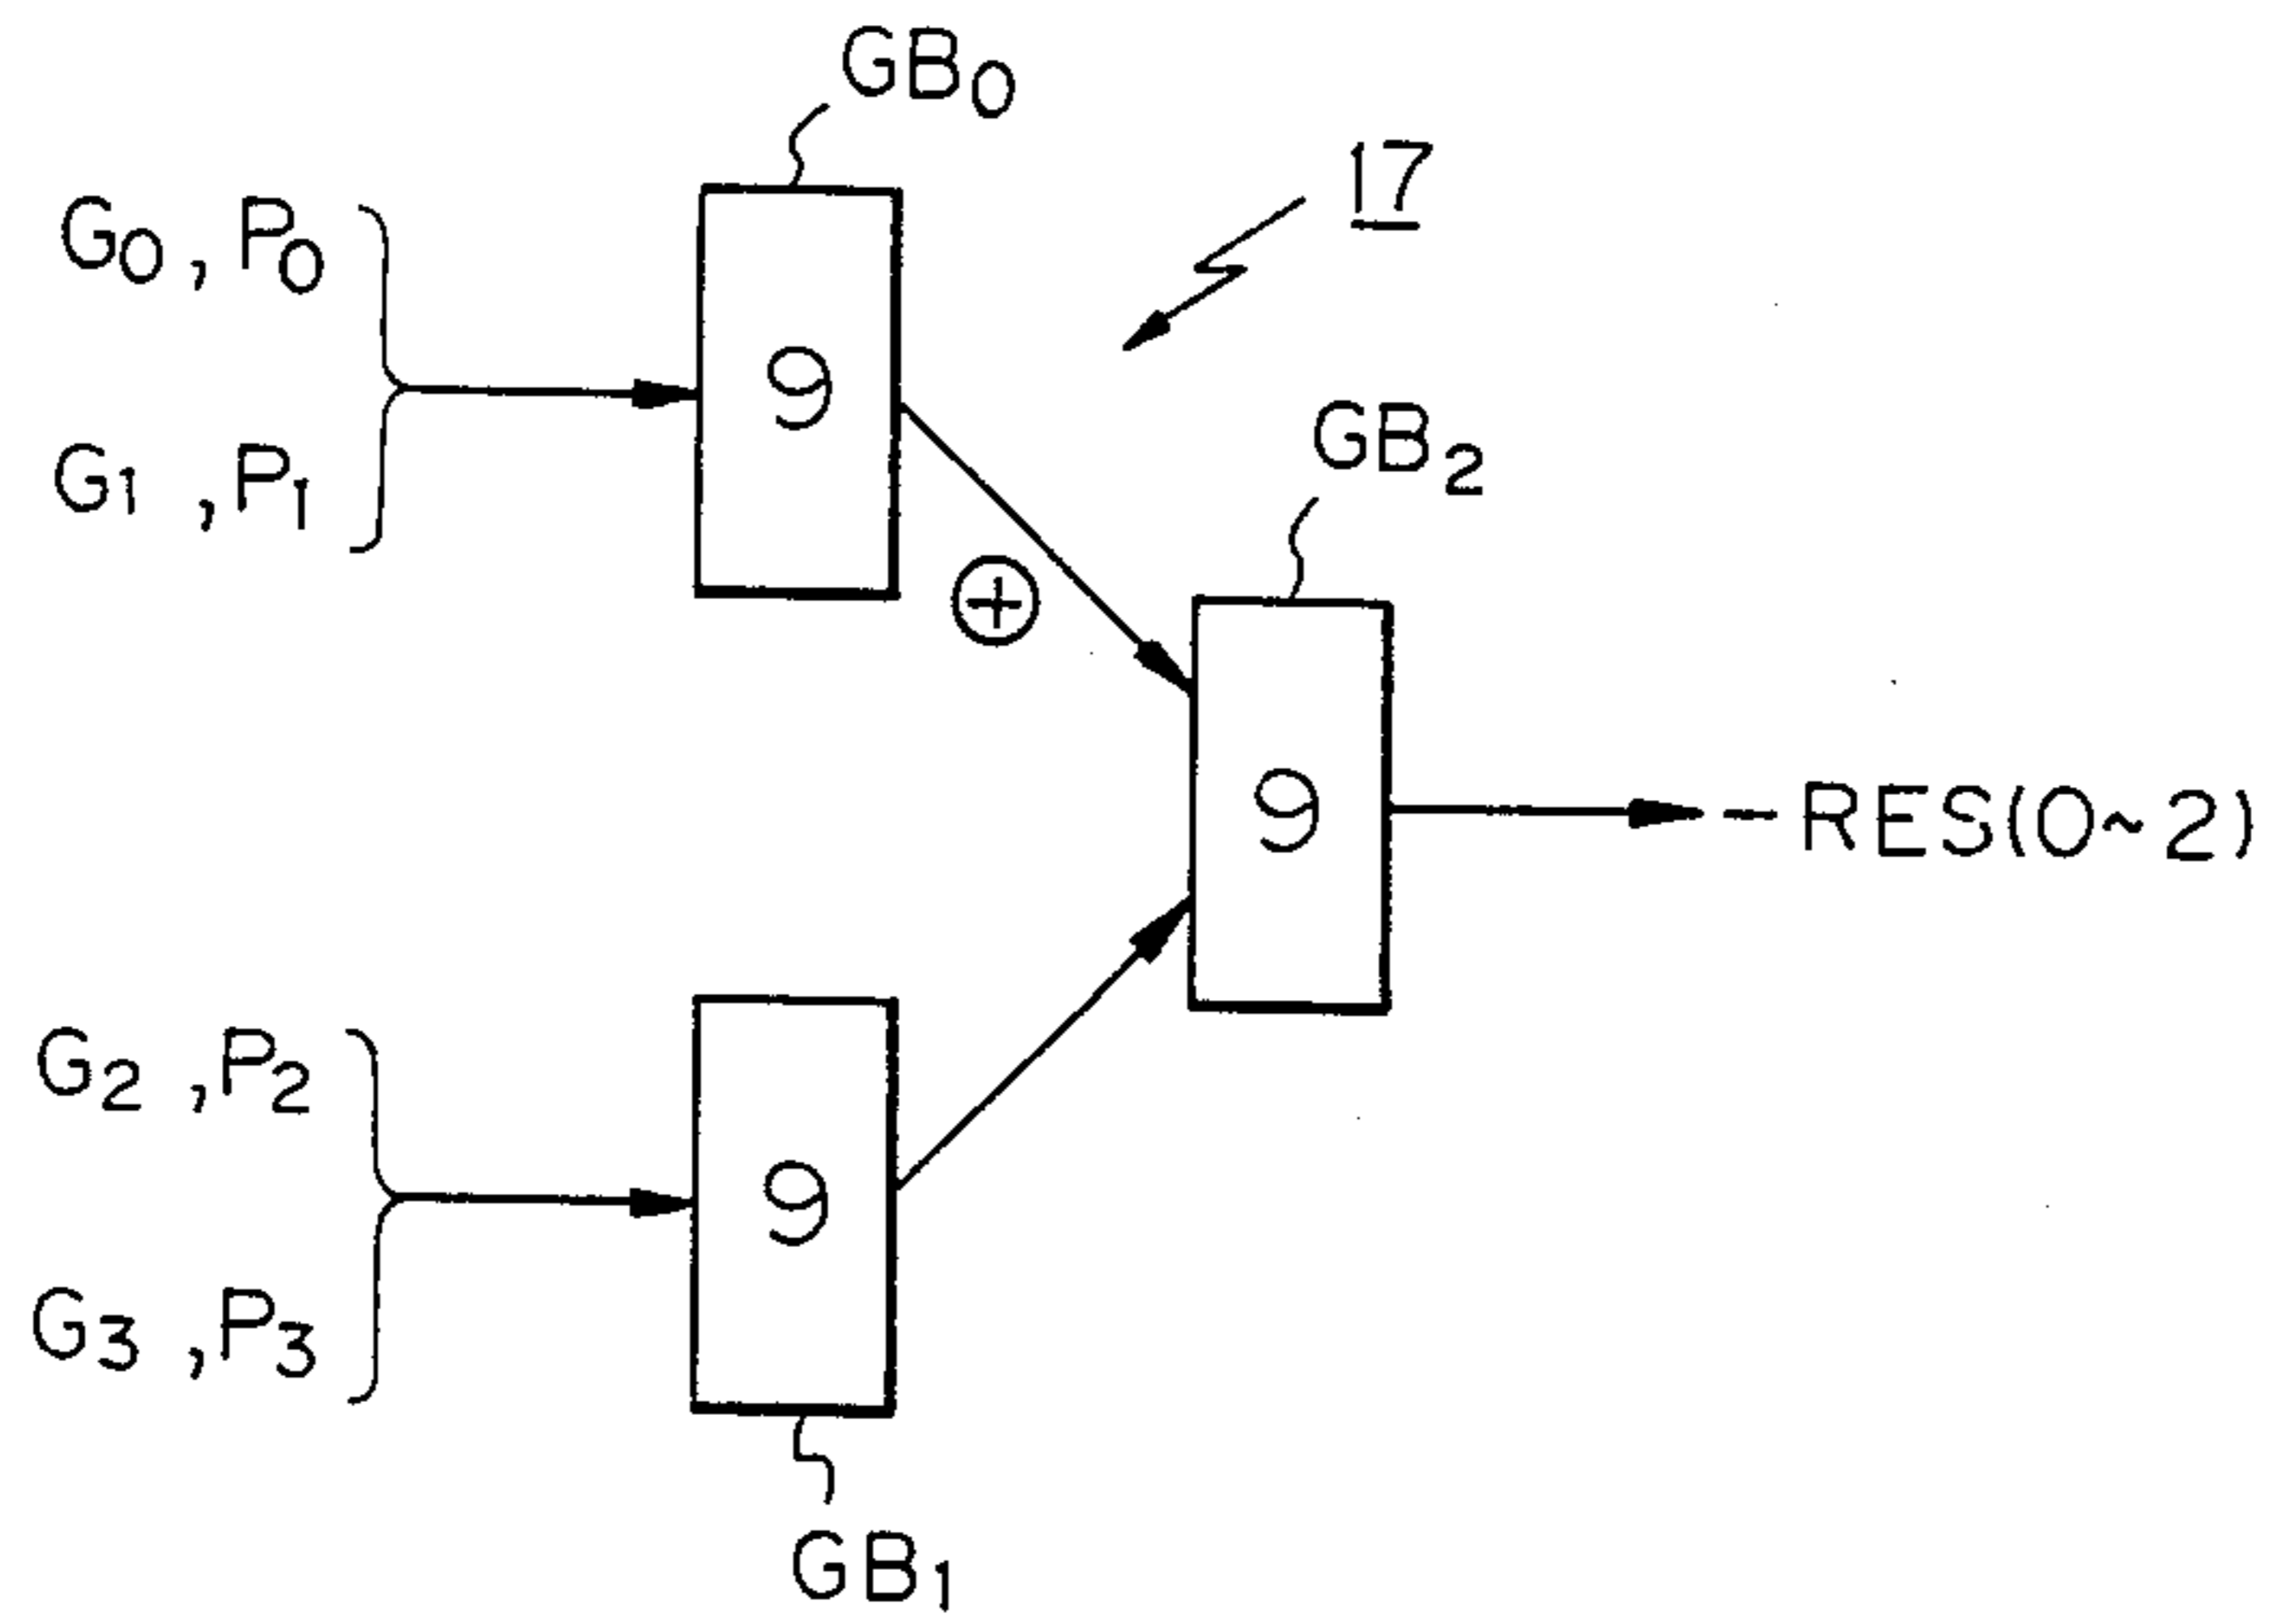 GB0
17
G0, P0
9
G1, P1
GB2
+
9
-RES(0~2)
G2, P2
9
G3, P3
GB1